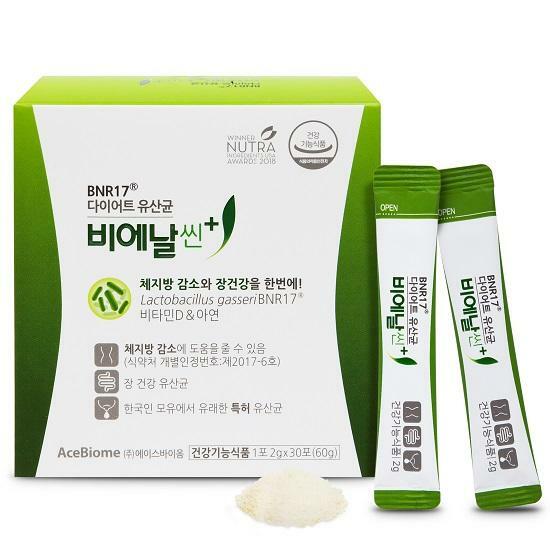 WINNER
NUTRA
INGREDIENTS USA
AWARDS 2018
건강
기능식품
식품의약품안전처
BNR17®
다이어트 유산균
비에날씬+
체지방 감소와 장건강을 한번에!
Lactobacillus gasseri BNR17®
비타민D & 아연
체지방 감소에 도움을 줄 수 있음
(식약처 개별인정번호:제2017-6호)
장 건강 유산균
한국인 모유에서 유래한 특허 유산균
AceBiome (주)에이스바이옴
건강기능식품 1포 2g x 30포 (60g)
OPEN
BNR17®
다이어트 유산균
비에날씬+
건강기능식품 2g
OPEN
BNR17®
다이어트 유산균
비에날씬+
건강기능식품 2g